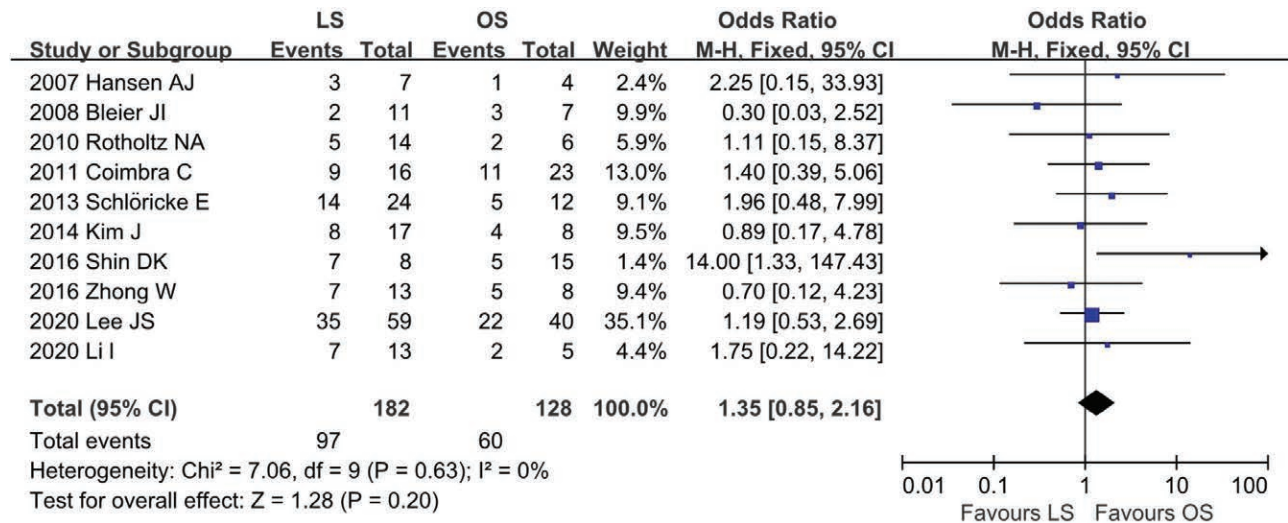 LS OS Odds Ratio Odds Ratio
Study or Subgroup Events Total Events Total Weight M-H, Fixed, 95% CI M-H, Fixed, 95% CI
2007 Hansen AJ 3 7 1 4 2.4% 2.25 [0.15, 33.93]
2008 Bleier JI 2 11 3 7 9.9% 0.30 [0.03, 2.52]
2010 Rotholtz NA 5 14 2 6 5.9% 1.11 [0.15, 8.37]
2011 Coimbra C 9 16 11 23 13.0% 1.40 [0.39, 5.06]
2013 Schlöricke E 14 24 5 12 9.1% 1.96 [0.48, 7.99]
2014 Kim J 8 17 4 8 9.5% 0.89 [0.17, 4.78]
2016 Shin DK 7 8 5 15 1.4% 14.00 [1.33, 147.43]
2016 Zhong W 7 13 5 8 9.4% 0.70 [0.12, 4.23]
2020 Lee JS 35 59 22 40 35.1% 1.19 [0.53, 2.69]
2020 Li l 7 13 2 5 4.4% 1.75 [0.22, 14.22]
Total (95% CI) 182 128 100.0% 1.35 [0.85, 2.16]
Total events 97 60
Heterogeneity: Chi² = 7.06, df = 9 (P = 0.63); I² = 0%
Test for overall effect: Z = 1.28 (P = 0.20)
0.01 0.1 1 10 100
Favours LS Favours OS